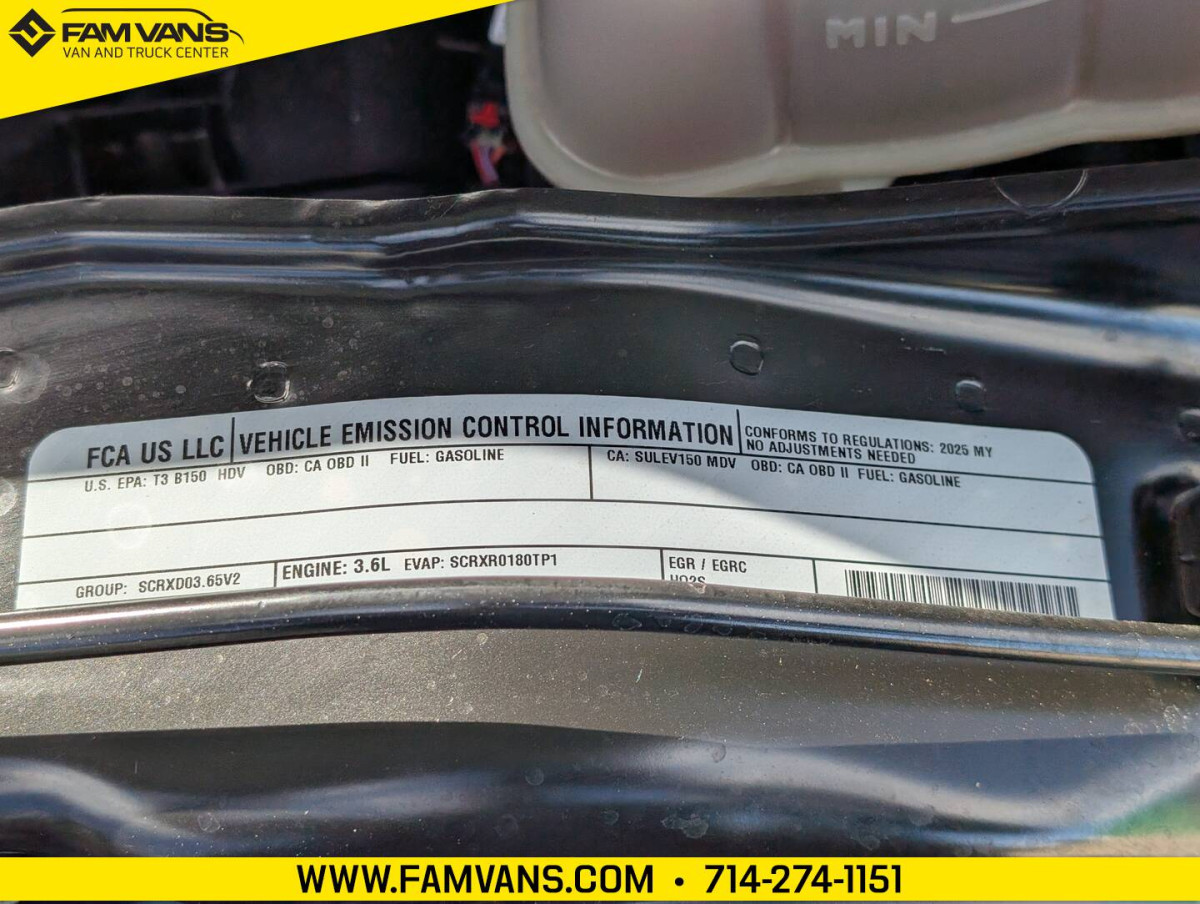 FAM VANS
VAN AND TRUCK CENTER
MIN
FCA US LLC
VEHICLE EMISSION CONTROL INFORMATION
CONFORMS TO REGULATIONS: 2025 MY
NO ADJUSTMENTS NEEDED
U.S. EPA: T3 B150 HDV OBD: CA OBD II FUEL: GASOLINE
CA: SULEV150 MDV OBD: CA OBD II FUEL: GASOLINE
GROUP: SCRXD03.65V2
ENGINE: 3.6L EVAP: SCRXR0180TP1
EGR / EGRC
HO2S
WWW.FAMVANS.COM • 714-274-1151